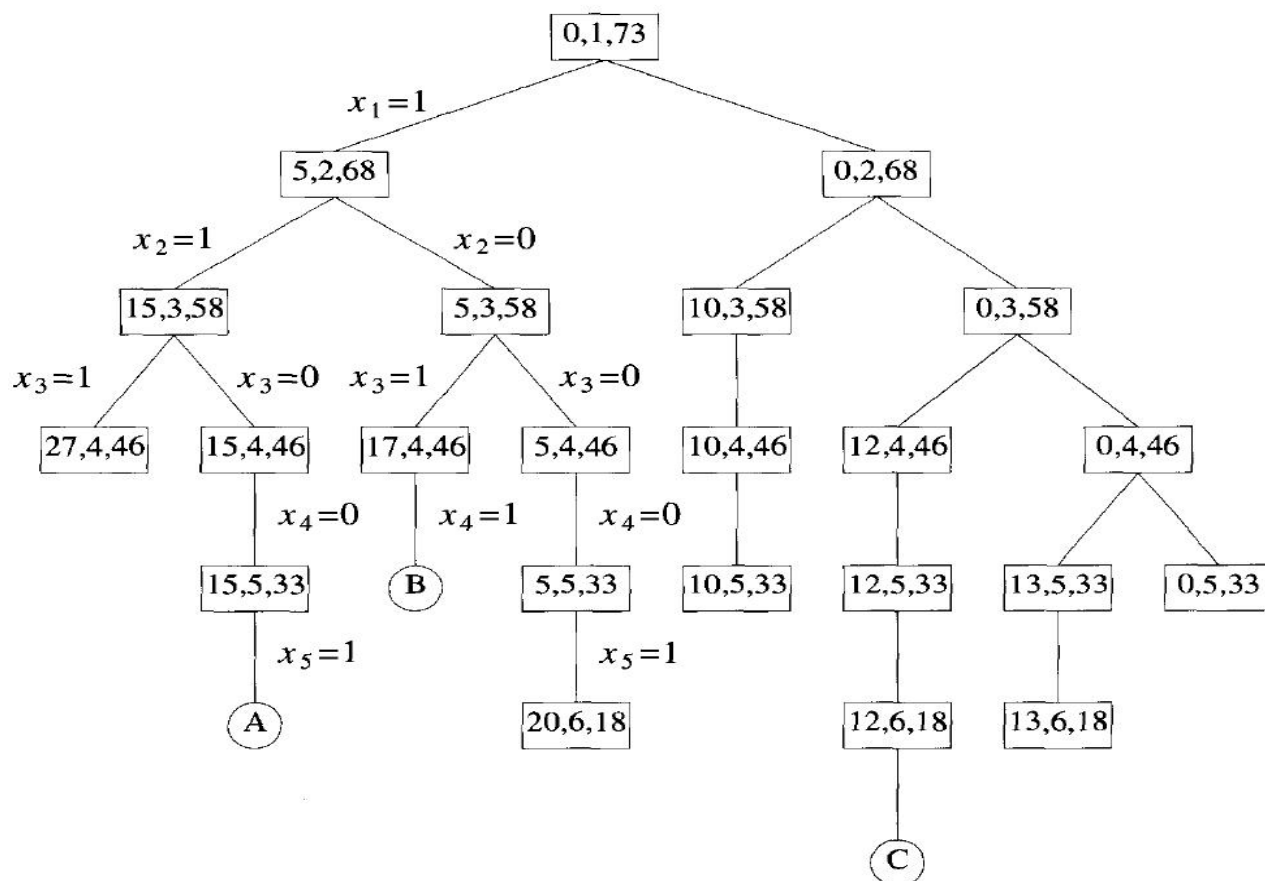 0,1,73
x₁=1
5,2,68 0,2,68
x₂=1 x₂=0
15,3,58 5,3,58 10,3,58 0,3,58
x₃=1 x₃=0 x₃=1 x₃=0
27,4,46 15,4,46 17,4,46 5,4,46 10,4,46 12,4,46 0,4,46
x₄=0 x₄=1 x₄=0
15,5,33 B 5,5,33 10,5,33 12,5,33 13,5,33 0,5,33
x₅=1 x₅=1
A 20,6,18 12,6,18 13,6,18
C